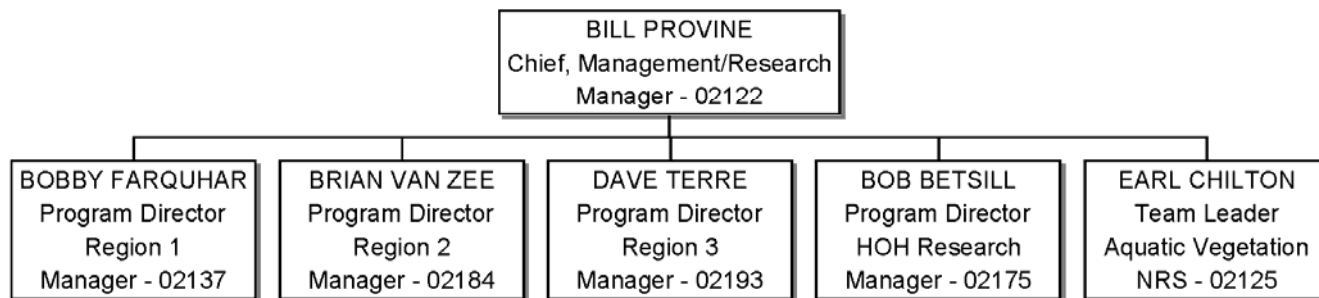 BILL PROVINE
Chief, Management/Research
Manager - 02122
BOBBY FARQUHAR
Program Director
Region 1
Manager - 02137
BRIAN VAN ZEE
Program Director
Region 2
Manager - 02184
DAVE TERRE
Program Director
Region 3
Manager - 02193
BOB BETSILL
Program Director
HOH Research
Manager - 02175
EARL CHILTON
Team Leader
Aquatic Vegetation
NRS - 02125